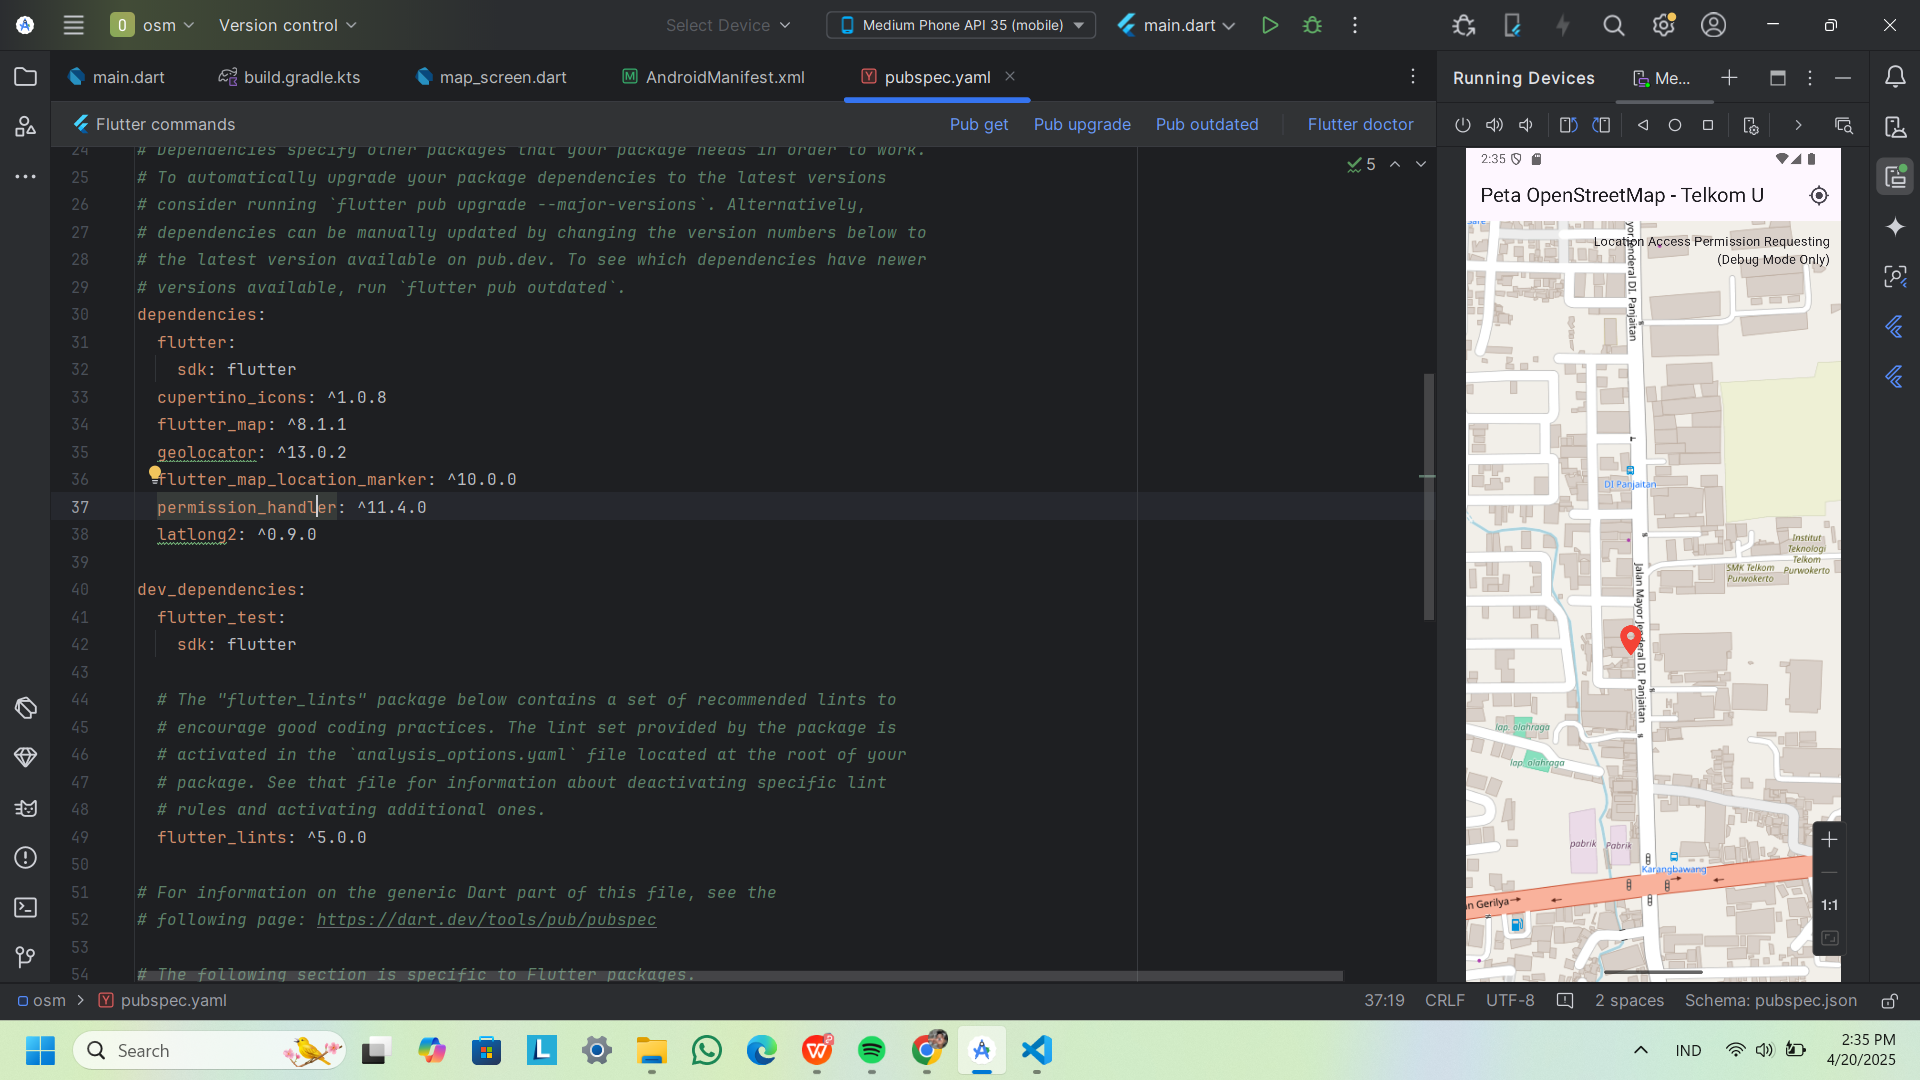 osm
Version control
Select Device
Medium Phone API 35 (mobile)
main.dart
main.dart
build.gradle.kts
map_screen.dart
AndroidManifest.xml
pubspec.yaml
Running Devices
Me...
Flutter commands
Pub get
Pub upgrade
Pub outdated
Flutter doctor
24 # Dependencies specify other packages that your package needs in order to work.
25 # To automatically upgrade your package dependencies to the latest versions
26 # consider running `flutter pub upgrade --major-versions`. Alternatively,
27 # dependencies can be manually updated by changing the version numbers below to
28 # the latest version available on pub.dev. To see which dependencies have newer
29 # versions available, run `flutter pub outdated`.
30 dependencies:
31 flutter:
32 sdk: flutter
33 cupertino_icons: ^1.0.8
34 flutter_map: ^8.1.1
35 geolocator: ^13.0.2
36 flutter_map_location_marker: ^10.0.0
37 permission_handler: ^11.4.0
38 latlong2: ^0.9.0
39
40 dev_dependencies:
41 flutter_test:
42 sdk: flutter
43
44 # The "flutter_lints" package below contains a set of recommended lints to
45 # encourage good coding practices. The lint set provided by the package is
46 # activated in the `analysis_options.yaml` file located at the root of your
47 # package. See that file for information about deactivating specific lint
48 # rules and activating additional ones.
49 flutter_lints: ^5.0.0
50
51 # For information on the generic Dart part of this file, see the
52 # following page: https://dart.dev/tools/pub/pubspec
53
54 # The following section is specific to Flutter packages.
5
2:35
Peta OpenStreetMap - Telkom U
Location Access Permission Requesting
(Debug Mode Only)
yor Jenderal DI. Panjaitan
DI Panjaitan
Institut
Teknologi
Telkom
Purwokerto
SMK Telkom
Purwokerto
Jalan Mayor Jenderal DI. Panjaitan
lap. olahraga
lap. olahraga
pabrik
Pabrik
Karangbawang
an Gerilya
1:1
osm
pubspec.yaml
37:19
CRLF
UTF-8
2 spaces
Schema: pubspec.json
Search
IND
2:35 PM
4/20/2025